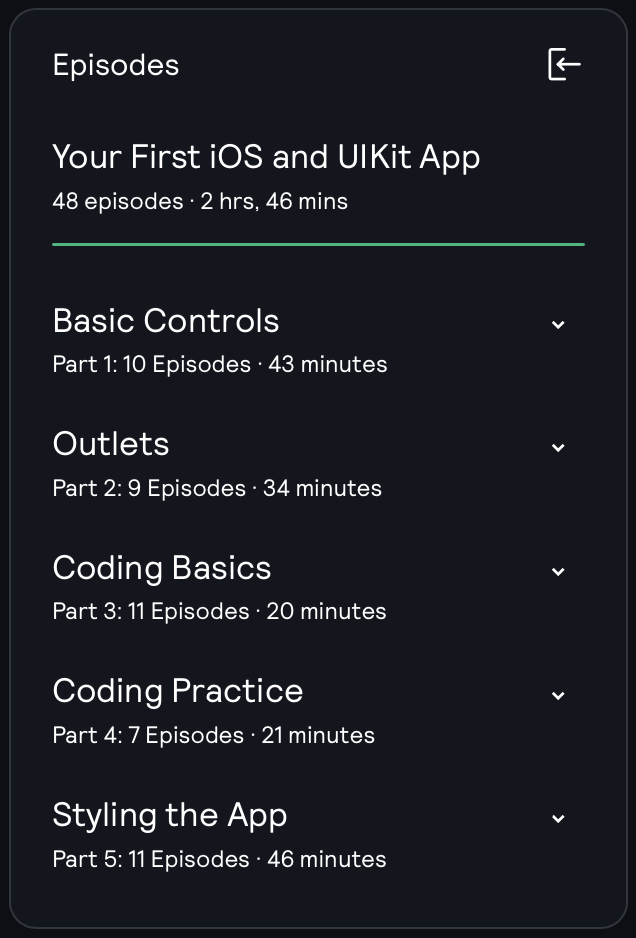 Episodes
Your First iOS and UIKit App
48 episodes · 2 hrs, 46 mins
Basic Controls
Part 1: 10 Episodes · 43 minutes
Outlets
Part 2: 9 Episodes · 34 minutes
Coding Basics
Part 3: 11 Episodes · 20 minutes
Coding Practice
Part 4: 7 Episodes · 21 minutes
Styling the App
Part 5: 11 Episodes · 46 minutes